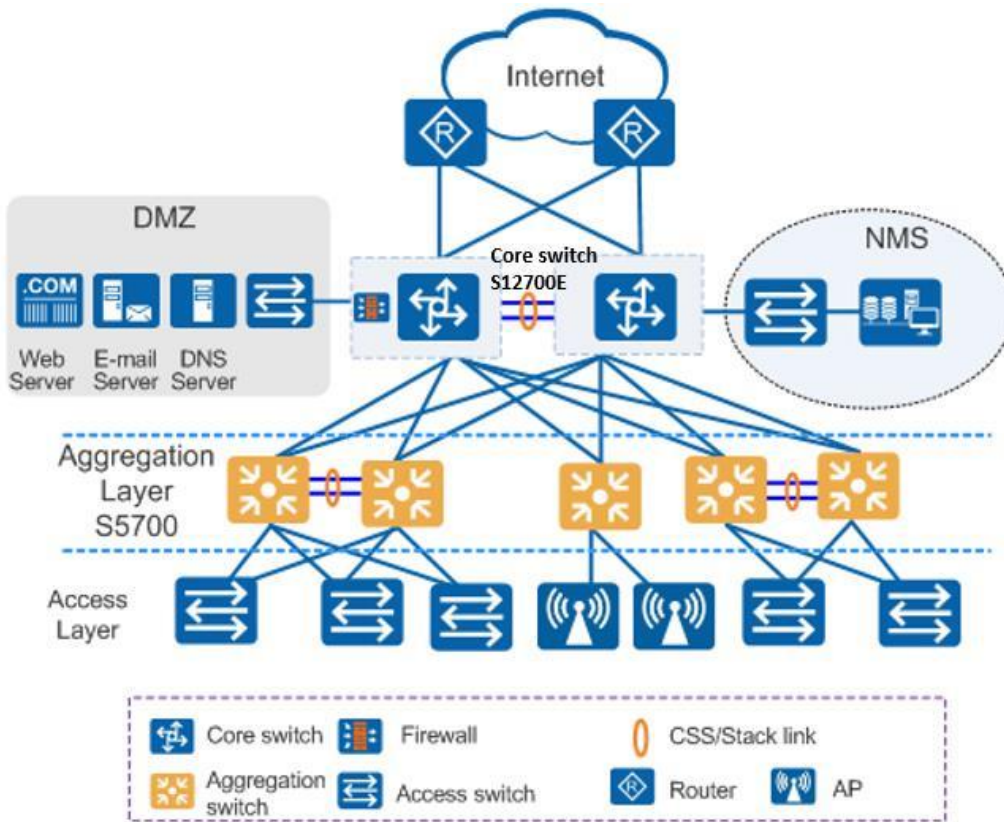 Internet
R
R
DMZ
Core switch
S12700E
NMS
.COM
Web
Server
E-mail
Server
DNS
Server
Aggregation
Layer
S5700
Access
Layer
Core switch
Firewall
CSS/Stack link
Aggregation
switch
Access switch
R
Router
AP